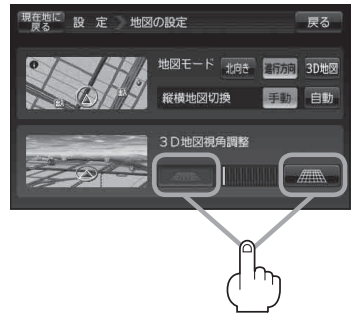 現在地に戻る 設 定 地図の設定 戻る
地図モード 北向き 進行方向 3D地図
縦横地図切換 手動 自動
3D地図視角調整